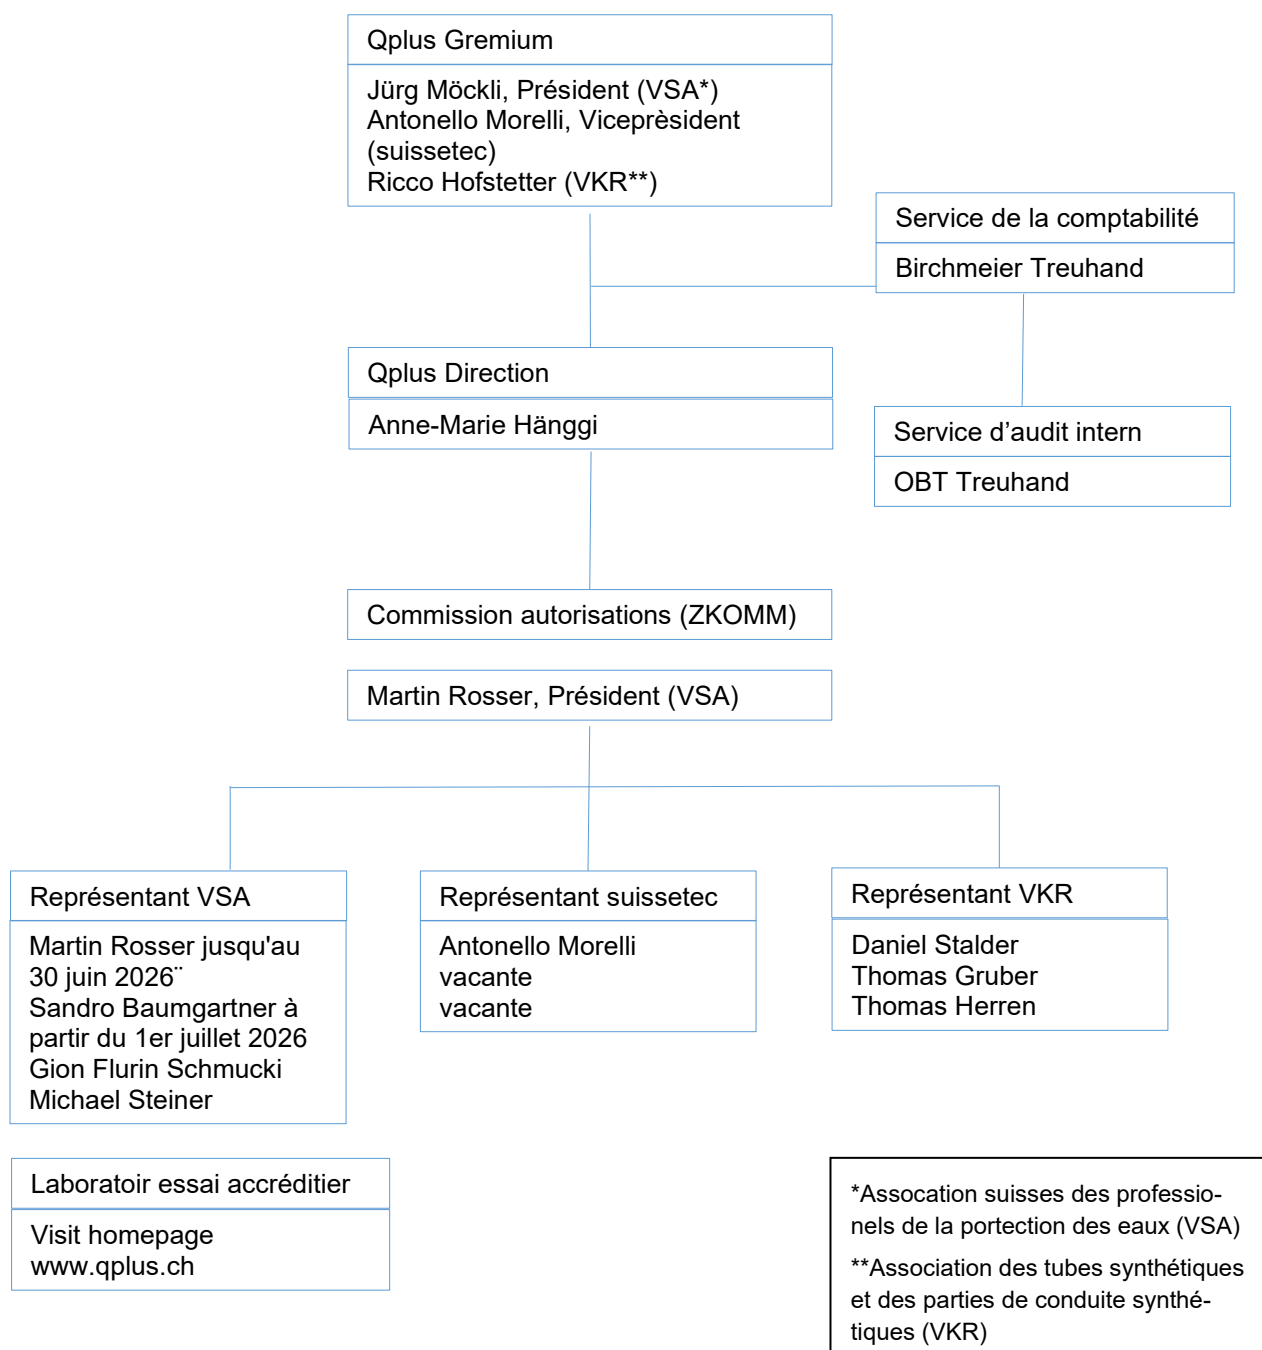 Qplus Gremium
Jürg Möckli, Président (VSA*)
Antonello Morelli, Viceprèsident
(suissetec)
Ricco Hofstetter (VKR**)
Service de la comptabilité
Birchmeier Treuhand
Qplus Direction
Anne-Marie Hänggi
Service d’audit intern
OBT Treuhand
Commission autorisations (ZKOMM)
Martin Rosser, Président (VSA)
Représentant VSA
Martin Rosser jusqu'au
30 juin 2026¨
Sandro Baumgartner à
partir du 1er juillet 2026
Gion Flurin Schmucki
Michael Steiner
Représentant suissetec
Antonello Morelli
vacante
vacante
Représentant VKR
Daniel Stalder
Thomas Gruber
Thomas Herren
Laboratoir essai accréditier
Visit homepage
www.qplus.ch
*Assocation suisses des professio-
nels de la portection des eaux (VSA)
**Association des tubes synthétiques
et des parties de conduite synthé-
tiques (VKR)